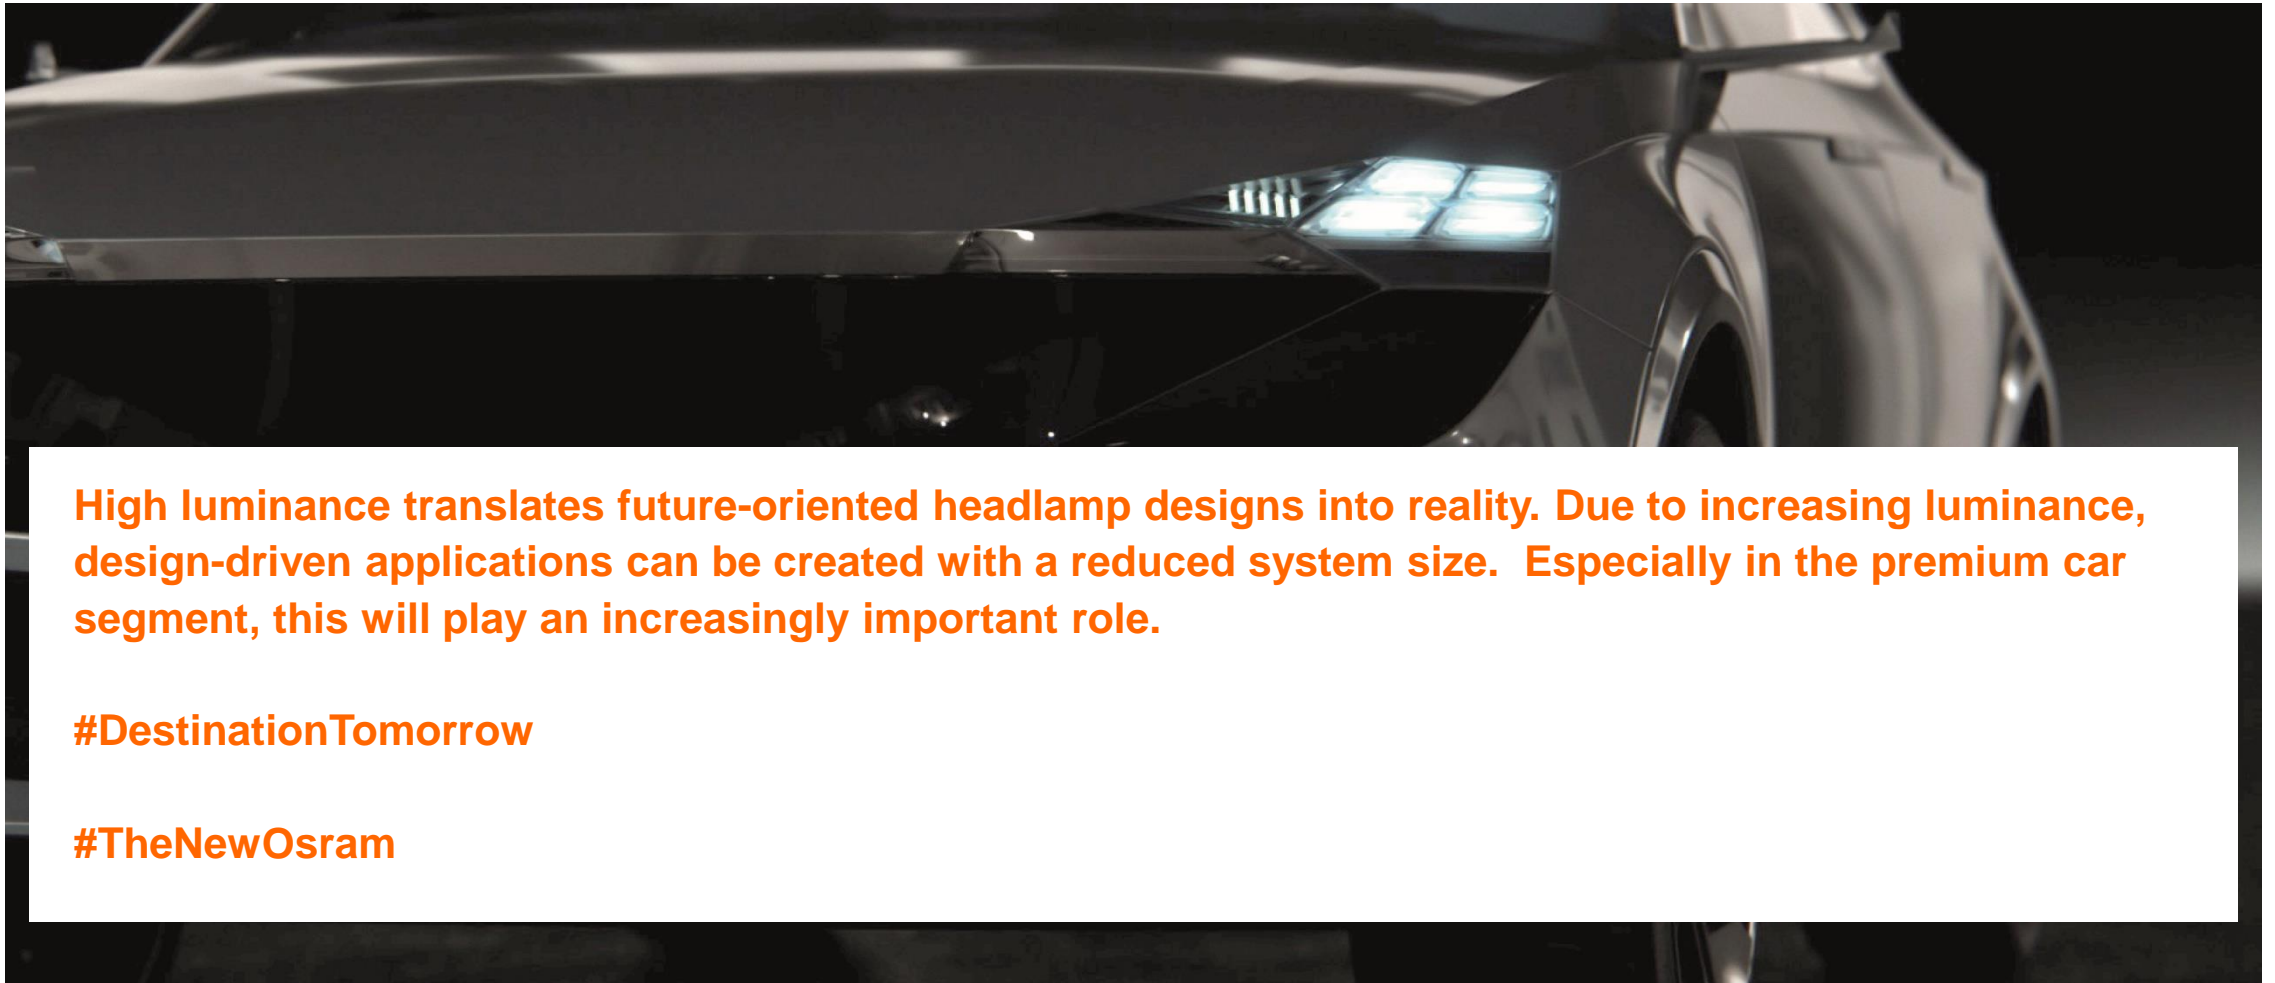 High luminance translates future-oriented headlamp designs into reality. Due to increasing luminance,
design-driven applications can be created with a reduced system size.  Especially in the premium car
segment, this will play an increasingly important role.
#DestinationTomorrow
#TheNewOsram